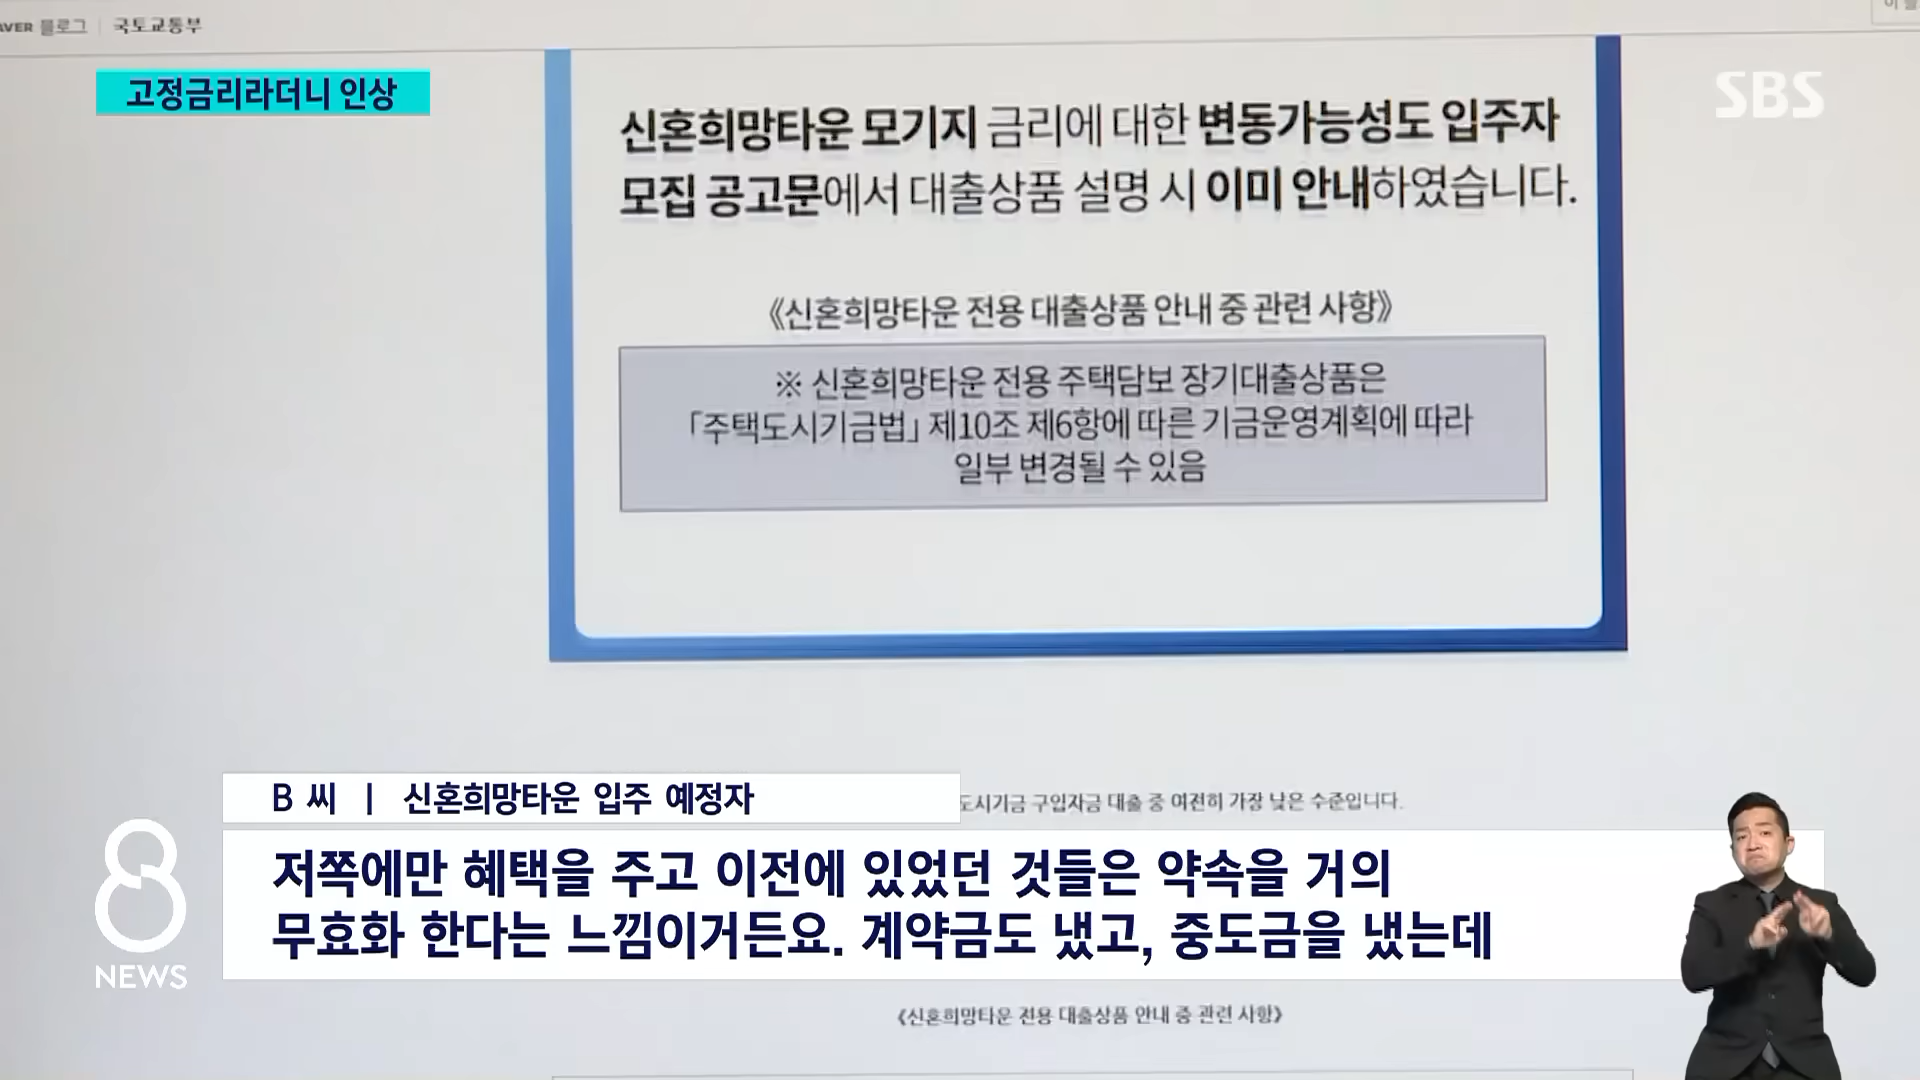 블로그 | 국토교통부
고정금리라더니 인상
SBS
신혼희망타운 모기지 금리에 대한 변동가능성도 입주자
모집 공고문에서 대출상품 설명 시 이미 안내하였습니다.
《신혼희망타운 전용 대출상품 안내 중 관련 사항》
※ 신혼희망타운 전용 주택담보 장기대출상품은
「주택도시기금법」 제10조 제6항에 따른 기금운영계획에 따라
일부 변경될 수 있음
B 씨 | 신혼희망타운 입주 예정자
도시기금 구입자금 대출 중 여전히 가장 낮은 수준입니다.
저쪽에만 혜택을 주고 이전에 있었던 것들은 약속을 거의
무효화 한다는 느낌이거든요. 계약금도 냈고, 중도금을 냈는데
8
NEWS
《신혼희망타운 전용 대출상품 안내 중 관련 사항》